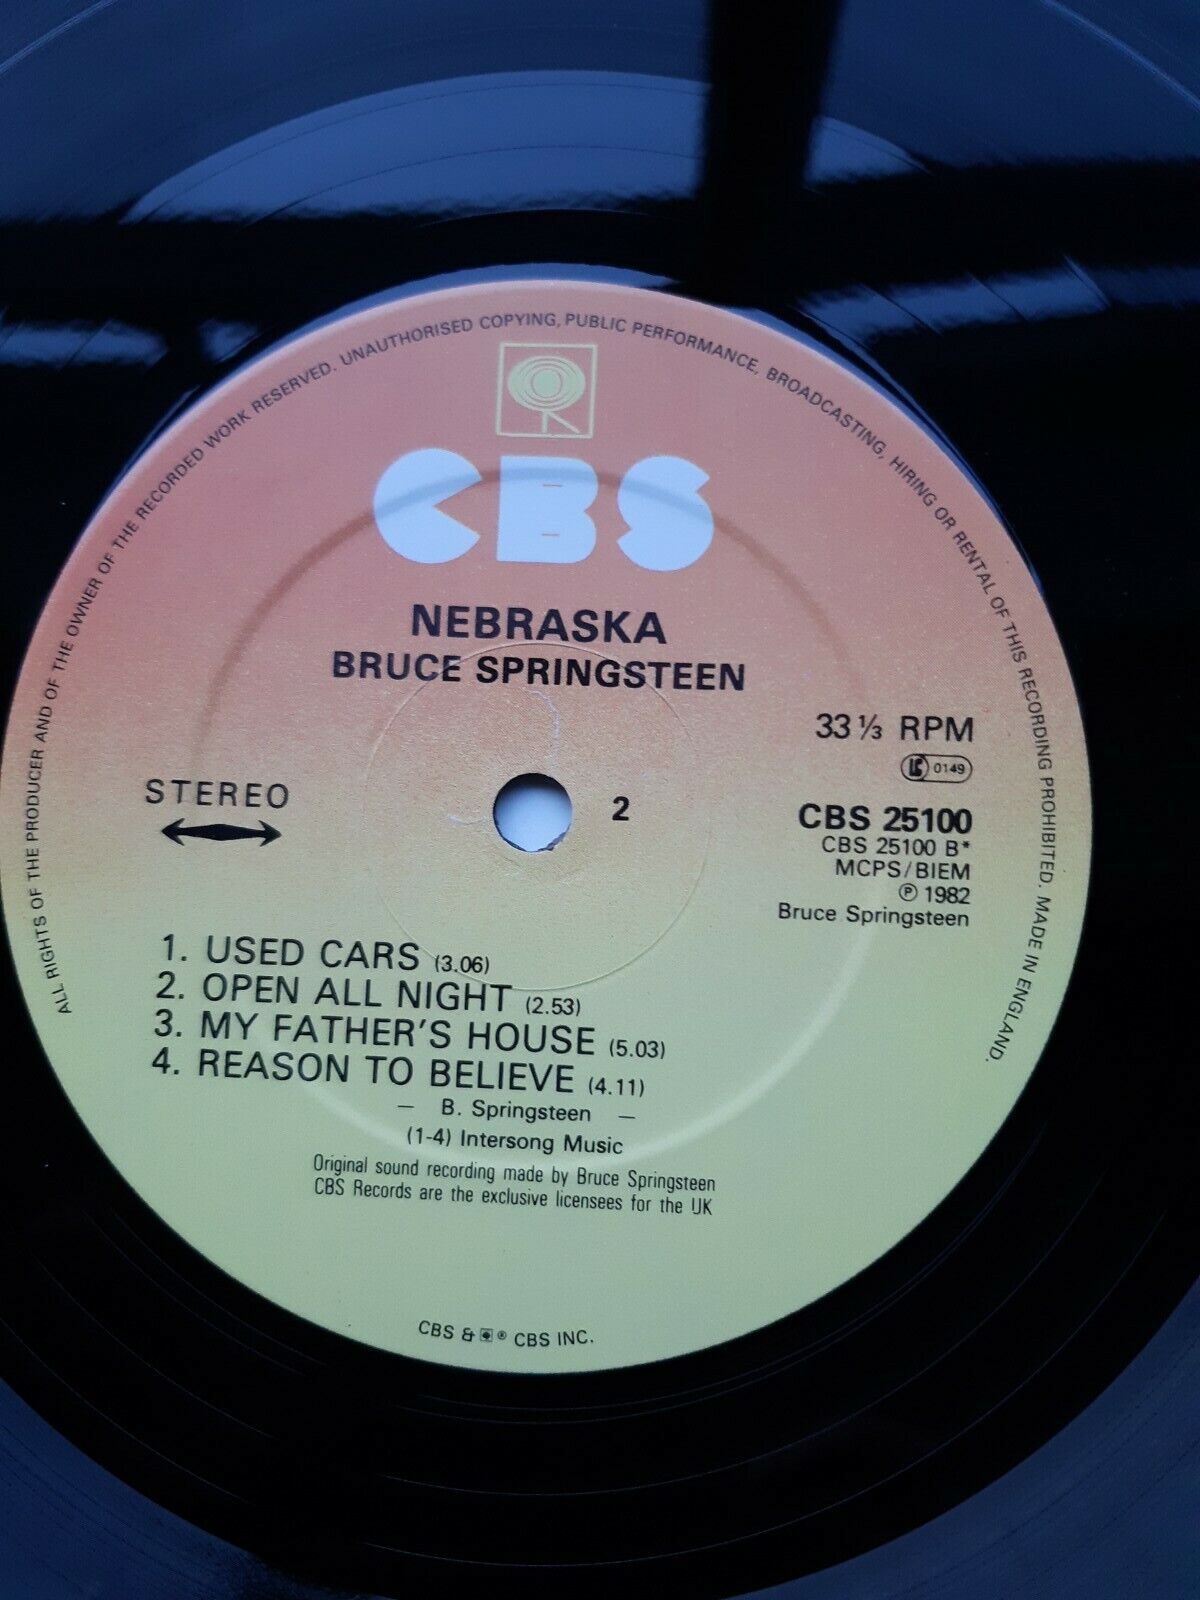 ALL RIGHTS OF THE PRODUCER AND OF THE OWNER OF THE RECORDED WORK RESERVED. UNAUTHORISED COPYING, PUBLIC PERFORMANCE, BROADCASTING, HIRING OR RENTAL OF THIS RECORDING PROHIBITED. MADE IN ENGLAND.
CBS
NEBRASKA
BRUCE SPRINGSTEEN
33 ⅓ RPM
LC 0149
STEREO
2
CBS 25100
CBS 25100 B*
MCPS/BIEM
℗ 1982
Bruce Springsteen
1. USED CARS (3.06)
2. OPEN ALL NIGHT (2.53)
3. MY FATHER'S HOUSE (5.03)
4. REASON TO BELIEVE (4.11)
— B. Springsteen —
(1-4) Intersong Music
Original sound recording made by Bruce Springsteen
CBS Records are the exclusive licensees for the UK
CBS & ® CBS INC.